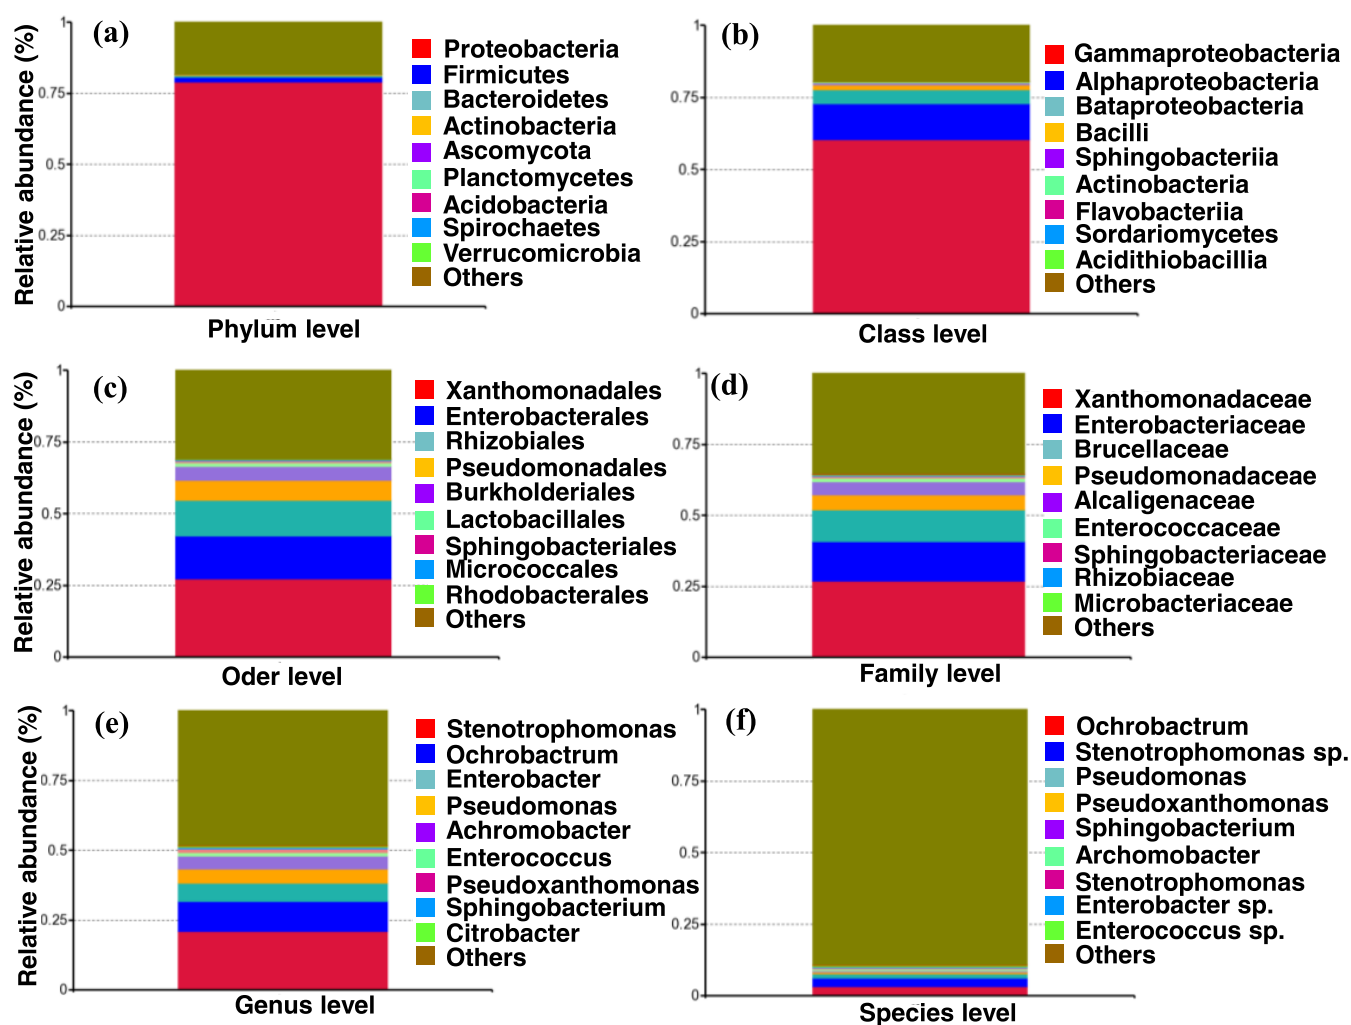 (a)
Relative abundance (%)
1
0.75
0.5
0.25
0
Proteobacteria
Firmicutes
Bacteroidetes
Actinobacteria
Ascomycota
Planctomycetes
Acidobacteria
Spirochaetes
Verrucomicrobia
Others
Phylum level
(b)
1
0.75
0.5
0.25
0
Gammaproteobacteria
Alphaproteobacteria
Bataproteobacteria
Bacilli
Sphingobacteriia
Actinobacteria
Flavobacteriia
Sordariomycetes
Acidithiobacillia
Others
Class level
(c)
Relative abundance (%)
1
0.75
0.5
0.25
0
Xanthomonadales
Enterobacterales
Rhizobiales
Pseudomonadales
Burkholderiales
Lactobacillales
Sphingobacteriales
Micrococcales
Rhodobacterales
Others
Oder level
(d)
1
0.75
0.5
0.25
0
Xanthomonadaceae
Enterobacteriaceae
Brucellaceae
Pseudomonadaceae
Alcaligenaceae
Enterococcaceae
Sphingobacteriaceae
Rhizobiaceae
Microbacteriaceae
Others
Family level
(e)
Relative abundance (%)
1
0.75
0.5
0.25
0
Stenotrophomonas
Ochrobactrum
Enterobacter
Pseudomonas
Achromobacter
Enterococcus
Pseudoxanthomonas
Sphingobacterium
Citrobacter
Others
Genus level
(f)
1
0.75
0.5
0.25
0
Ochrobactrum
Stenotrophomonas sp.
Pseudomonas
Pseudoxanthomonas
Sphingobacterium
Archomobacter
Stenotrophomonas
Enterobacter sp.
Enterococcus sp.
Others
Species level